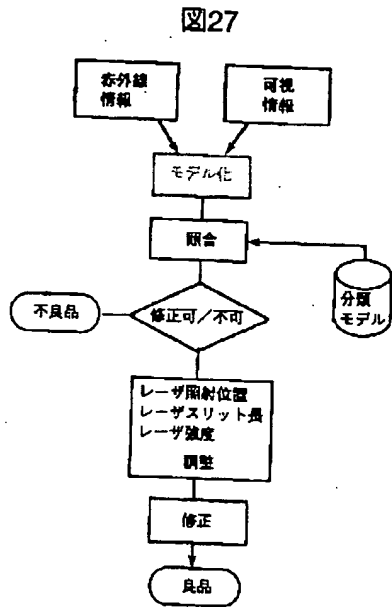 図27
赤外線
情報
可視
情報
モデル化
照合
分類
モデル
不良品
修正可/不可
レーザ照射位置
レーザスリット長
レーザ強度
調整
修正
良品